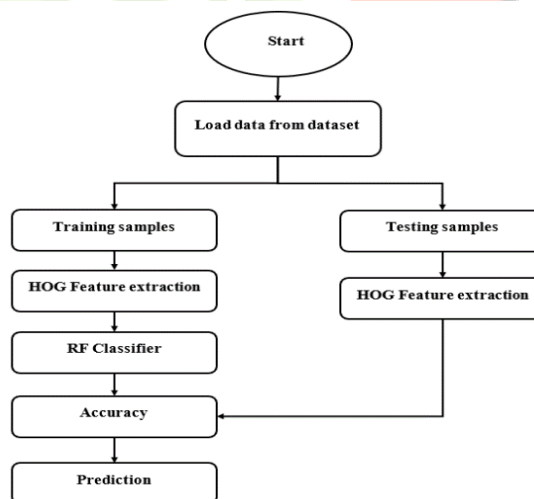 Start
Load data from dataset
Training samples
Testing samples
HOG Feature extraction
HOG Feature extraction
RF Classifier
Accuracy
Prediction